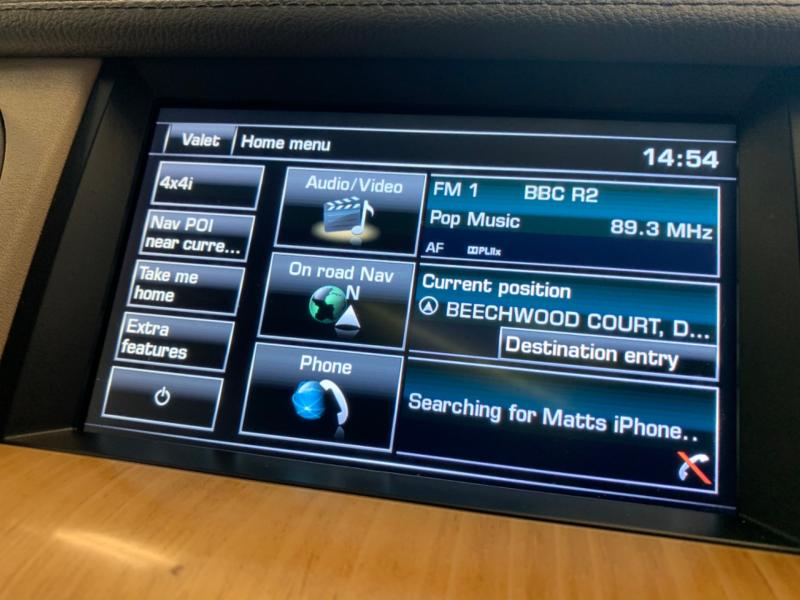 Valet
Home menu
14:54
4x4i
Nav POI
near curre...
Take me
home
Extra
features
Audio/Video
On road Nav
N
Phone
FM 1 BBC R2
Pop Music 89.3 MHz
AF PLIIx
Current position
BEECHWOOD COURT, D...
Destination entry
Searching for Matts iPhone..